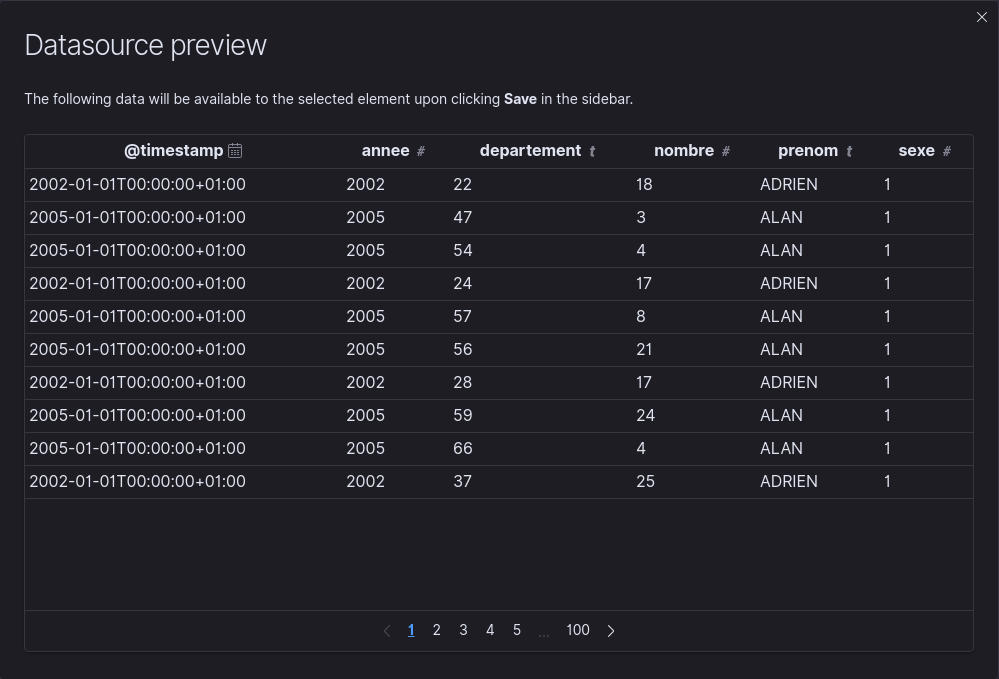 Datasource preview
The following data will be available to the selected element upon clicking Save in the sidebar.
@timestamp annee # departement t nombre # prenom t sexe #
2002-01-01T00:00:00+01:00 2002 22 18 ADRIEN 1
2005-01-01T00:00:00+01:00 2005 47 3 ALAN 1
2005-01-01T00:00:00+01:00 2005 54 4 ALAN 1
2002-01-01T00:00:00+01:00 2002 24 17 ADRIEN 1
2005-01-01T00:00:00+01:00 2005 57 8 ALAN 1
2005-01-01T00:00:00+01:00 2005 56 21 ALAN 1
2002-01-01T00:00:00+01:00 2002 28 17 ADRIEN 1
2005-01-01T00:00:00+01:00 2005 59 24 ALAN 1
2005-01-01T00:00:00+01:00 2005 66 4 ALAN 1
2002-01-01T00:00:00+01:00 2002 37 25 ADRIEN 1
1 2 3 4 5 ... 100